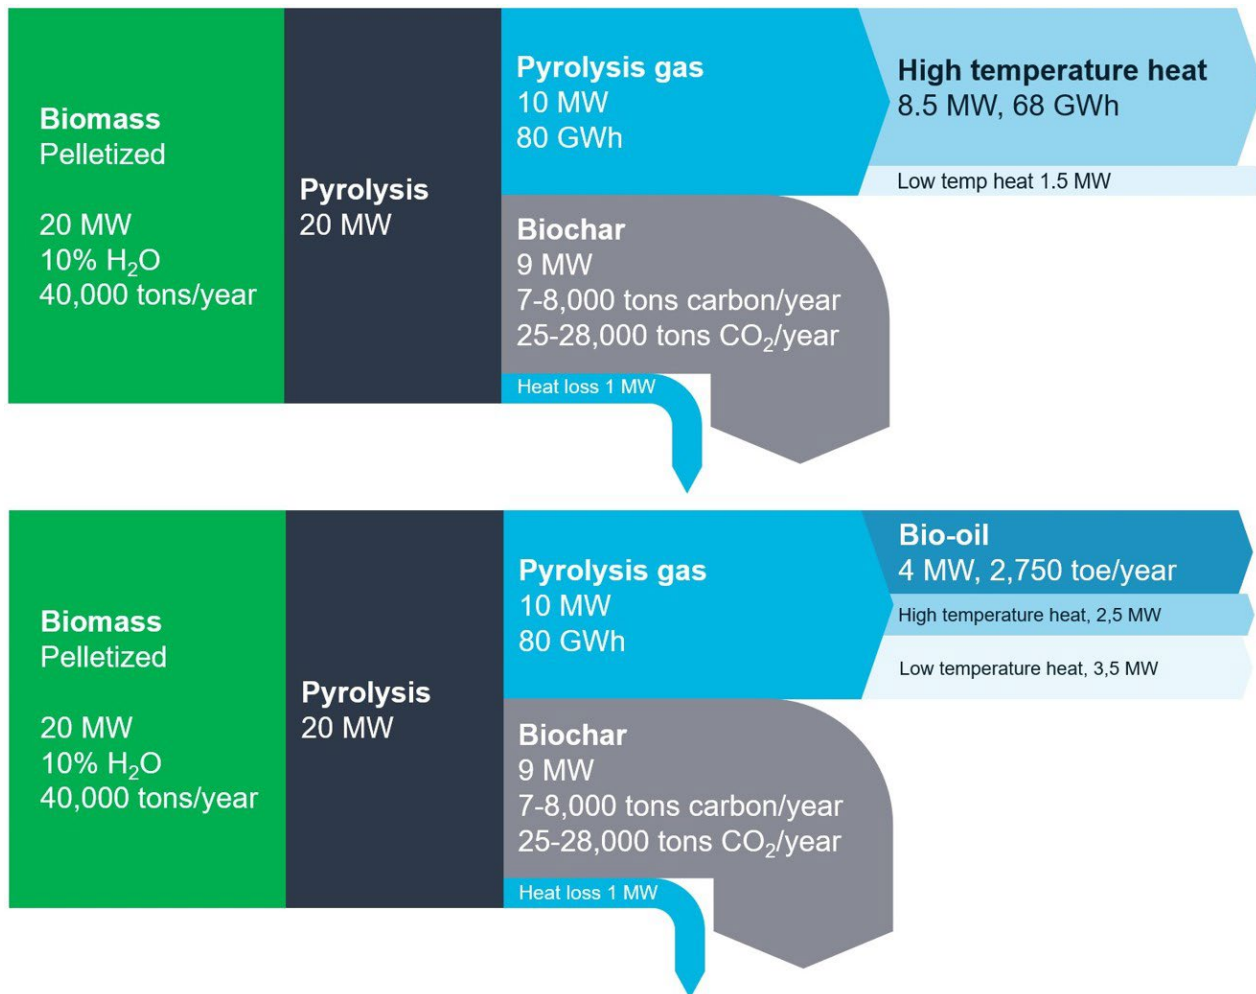 Biomass
Pelletized
20 MW
10% H₂O
40,000 tons/year
Pyrolysis
20 MW
Pyrolysis gas
10 MW
80 GWh
High temperature heat
8.5 MW, 68 GWh
Low temp heat 1.5 MW
Biochar
9 MW
7-8,000 tons carbon/year
25-28,000 tons CO₂/year
Heat loss 1 MW
Biomass
Pelletized
20 MW
10% H₂O
40,000 tons/year
Pyrolysis
20 MW
Pyrolysis gas
10 MW
80 GWh
Bio-oil
4 MW, 2,750 toe/year
High temperature heat, 2,5 MW
Low temperature heat, 3,5 MW
Biochar
9 MW
7-8,000 tons carbon/year
25-28,000 tons CO₂/year
Heat loss 1 MW